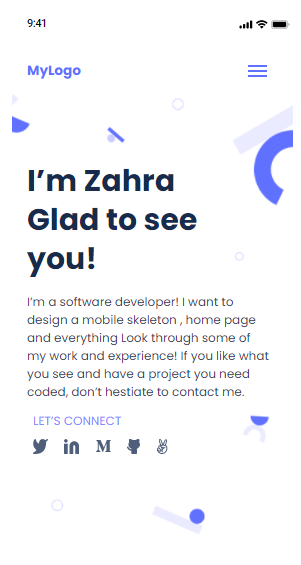 9:41
MyLogo
I'm Zahra
Glad to see
you!
I'm a software developer! I want to
design a mobile skeleton , home page
and everything Look through some of
my work and experience! If you like what
you see and have a project you need
coded, don't hestiate to contact me.
LET'S CONNECT